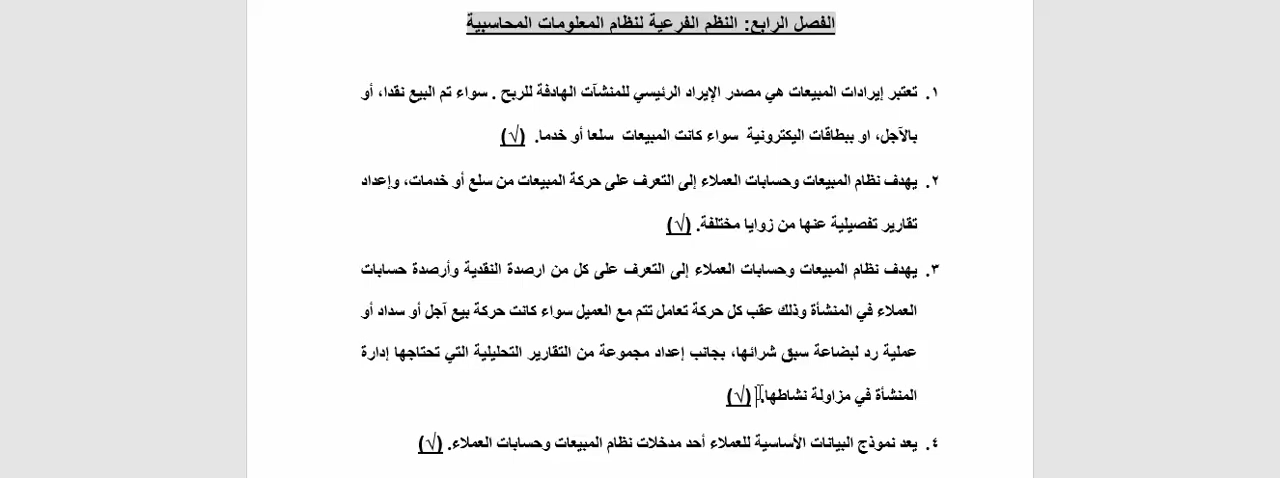 الفصل الرابع: النظم الفرعية لنظام المعلومات المحاسبية
١. تعتبر إيرادات المبيعات هي مصدر الإيراد الرئيسي للمنشآت الهادفة للربح . سواء تم البيع نقدا، أو
بالآجل، او ببطاقات اليكترونية سواء كانت المبيعات سلعا أو خدما. (√)
٢. يهدف نظام المبيعات وحسابات العملاء إلى التعرف على حركة المبيعات من سلع أو خدمات، وإعداد
تقارير تفصيلية عنها من زوايا مختلفة. (√)
٣. يهدف نظام المبيعات وحسابات العملاء إلى التعرف على كل من ارصدة النقدية وأرصدة حسابات
العملاء في المنشأة وذلك عقب كل حركة تعامل تتم مع العميل سواء كانت حركة بيع آجل أو سداد أو
عملية رد لبضاعة سبق شرائها، بجانب إعداد مجموعة من التقارير التحليلية التي تحتاجها إدارة
المنشأة في مزاولة نشاطها. (√)
٤. يعد نموذج البيانات الأساسية للعملاء أحد مدخلات نظام المبيعات وحسابات العملاء. (√)